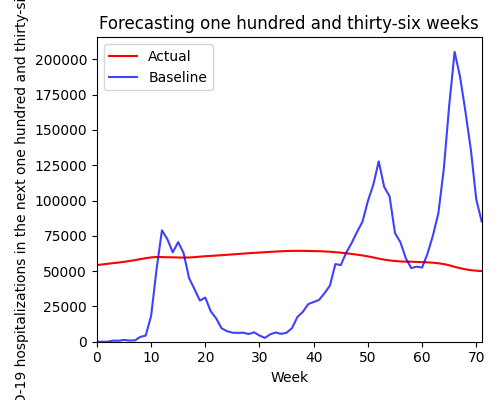 Forecasting one hundred and thirty-six weeks
Actual
Baseline
200000
175000
150000
125000
100000
75000
50000
25000
0
0 10 20 30 40 50 60 70
Week
D-19 hospitalizations in the next one hundred and thirty-si